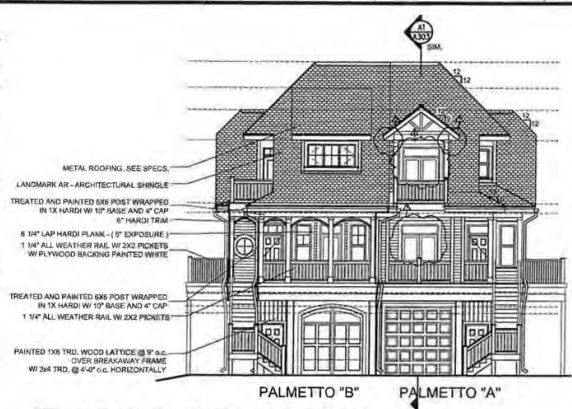 A1
A303
SIM.
12
12
12
12
12
METAL ROOFING, SEE SPECS.
LANDMARK AR - ARCHITECTURAL SHINGLE
TREATED AND PAINTED 6X6 POST WRAPPED
IN 1X HARDI W/ 10" BASE AND 4" CAP
6" HARDI TRIM
6 1/4" LAP HARDI PLANK - ( 5" EXPOSURE )
1 1/4" ALL WEATHER RAIL W/ 2X2 PICKETS
W/ PLYWOOD BACKING PAINTED WHITE
TREATED AND PAINTED 6X6 POST WRAPPED
IN 1X HARDI W/ 10" BASE AND 4" CAP
1 1/4" ALL WEATHER RAIL W/ 2X2 PICKETS
PAINTED 1X6 TRD. WOOD LATTICE @ 9" o.c.
OVER BREAKAWAY FRAME
W/ 2x4 TRD. @ 4'-0" o.c. HORIZONTALLY
PALMETTO "B" PALMETTO "A"